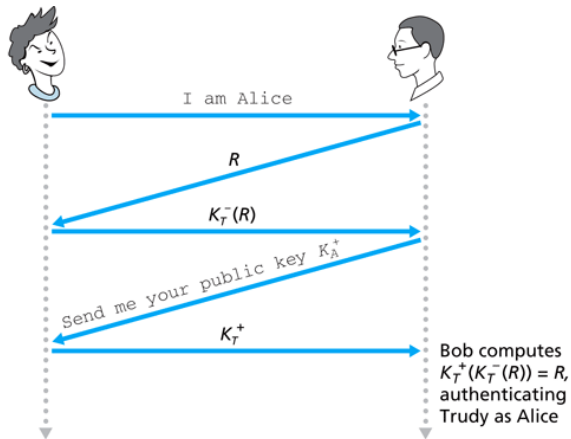 I am Alice
R
K_T^-(R)
Send me your public key K_A^+
K_T^+
Bob computes
K_T^+(K_T^-(R)) = R,
authenticating
Trudy as Alice